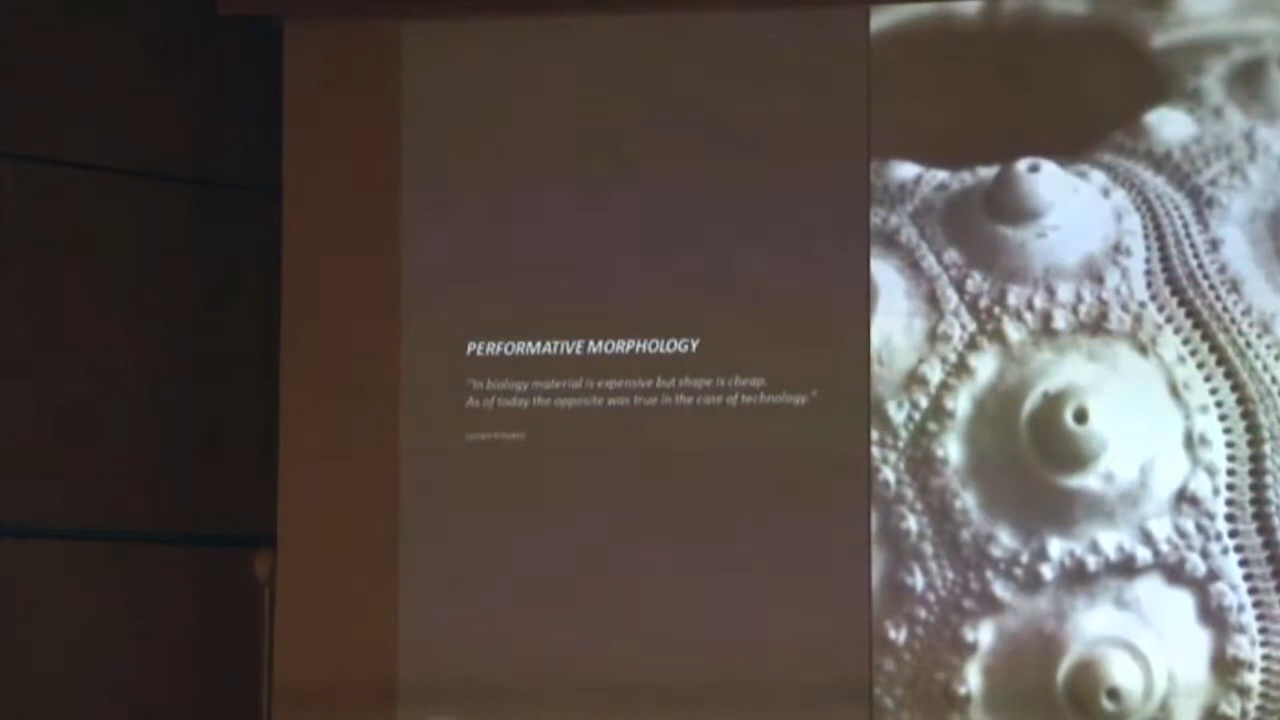 PERFORMATIVE MORPHOLOGY
"In biology material is expensive but shape is cheap.
As of today the opposite was true in the case of technology."